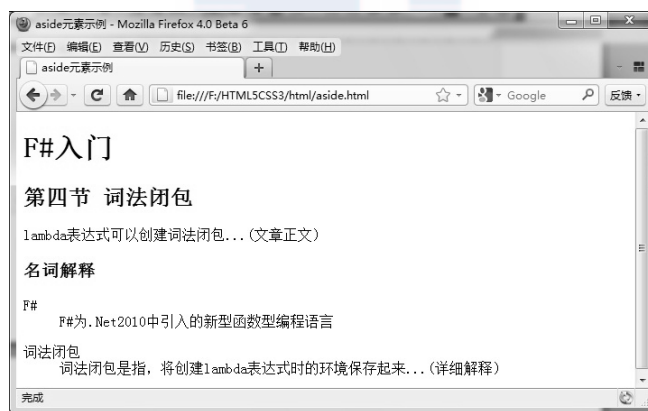 aside元素示例 - Mozilla Firefox 4.0 Beta 6
文件(F) 编辑(E) 查看(V) 历史(S) 书签(B) 工具(T) 帮助(H)
aside元素示例
file:///F:/HTML5CSS3/html/aside.html
Google
反馈
F#入门
第四节 词法闭包
lambda表达式可以创建词法闭包...(文章正文)
名词解释
F#
F#为.Net2010中引入的新型函数型编程语言
词法闭包
词法闭包是指，将创建lambda表达式时的环境保存起来...(详细解释)
完成